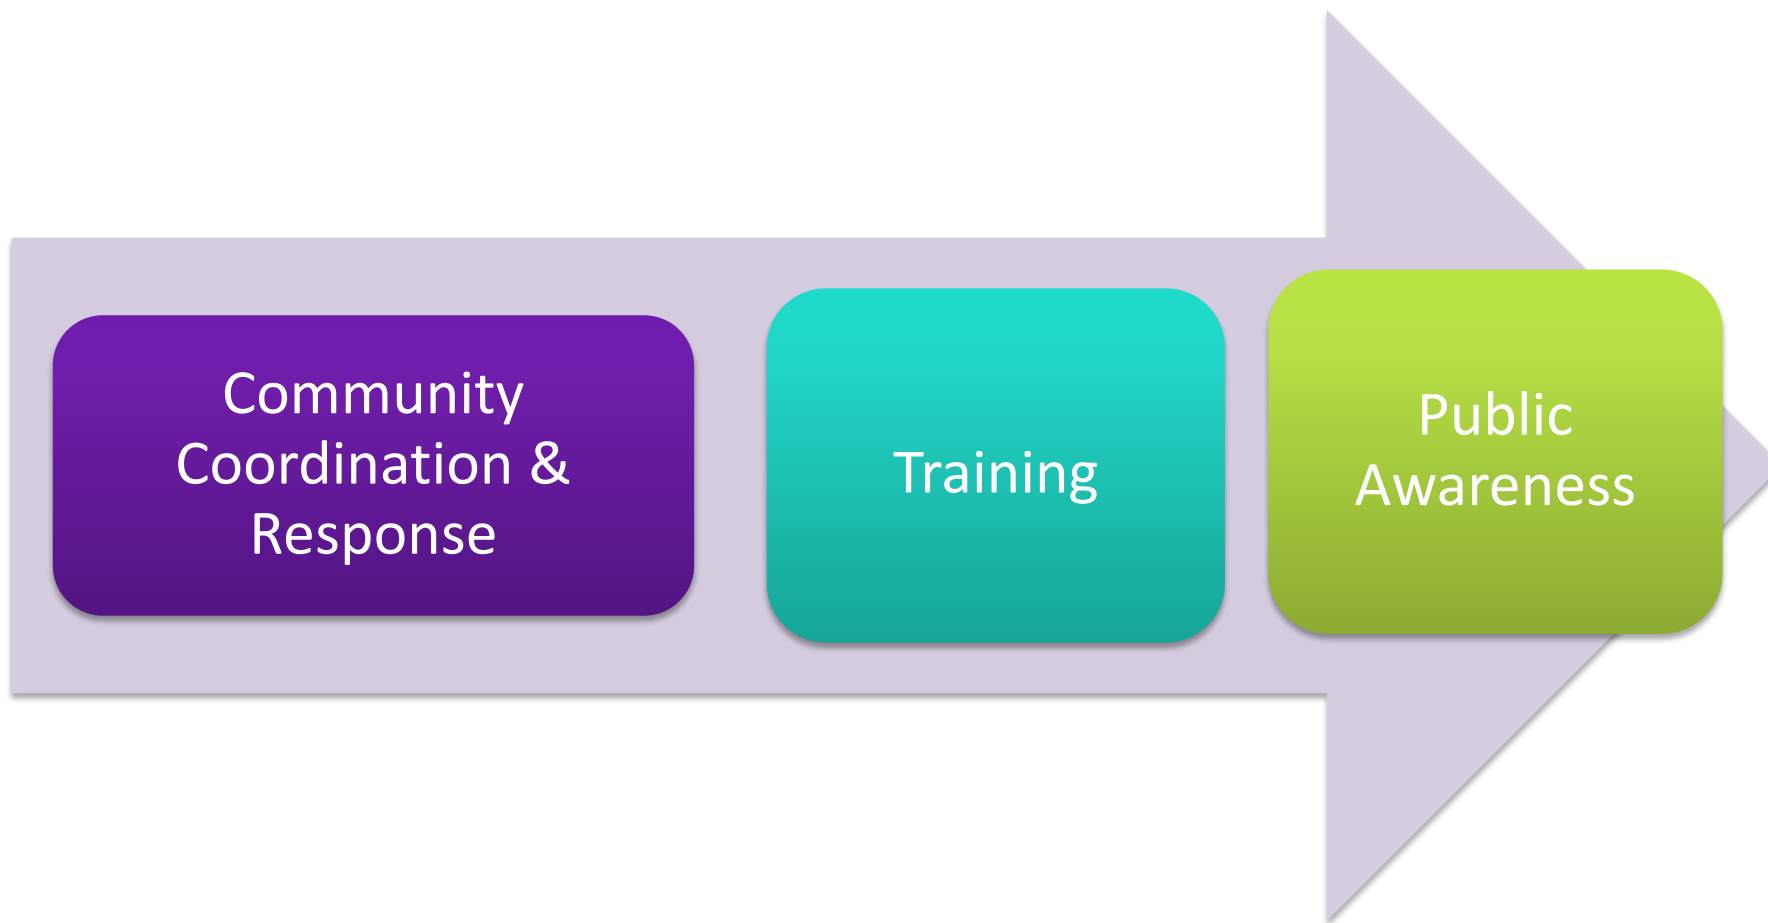 Community
Coordination &
Response
Training
Public
Awareness